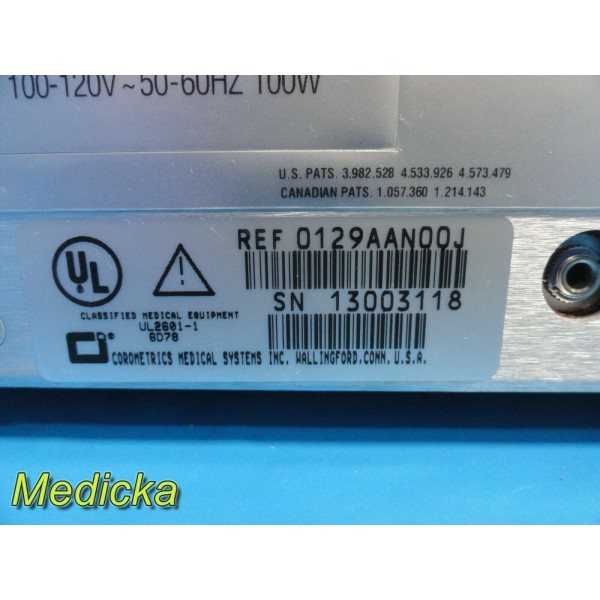 100-120V ~ 50-60HZ 100W
U.S. PATS. 3.982.528 4.533.926 4.573.479
CANADIAN PATS. 1.057.360 1.214.143
UL
REF 0129AAN00J
SN 13003118
CLASSIFIED MEDICAL EQUIPMENT
UL2601-1
6D78
COROMETRICS MEDICAL SYSTEMS INC. WALLINGFORD,CONN. U.S.A.
Medicka